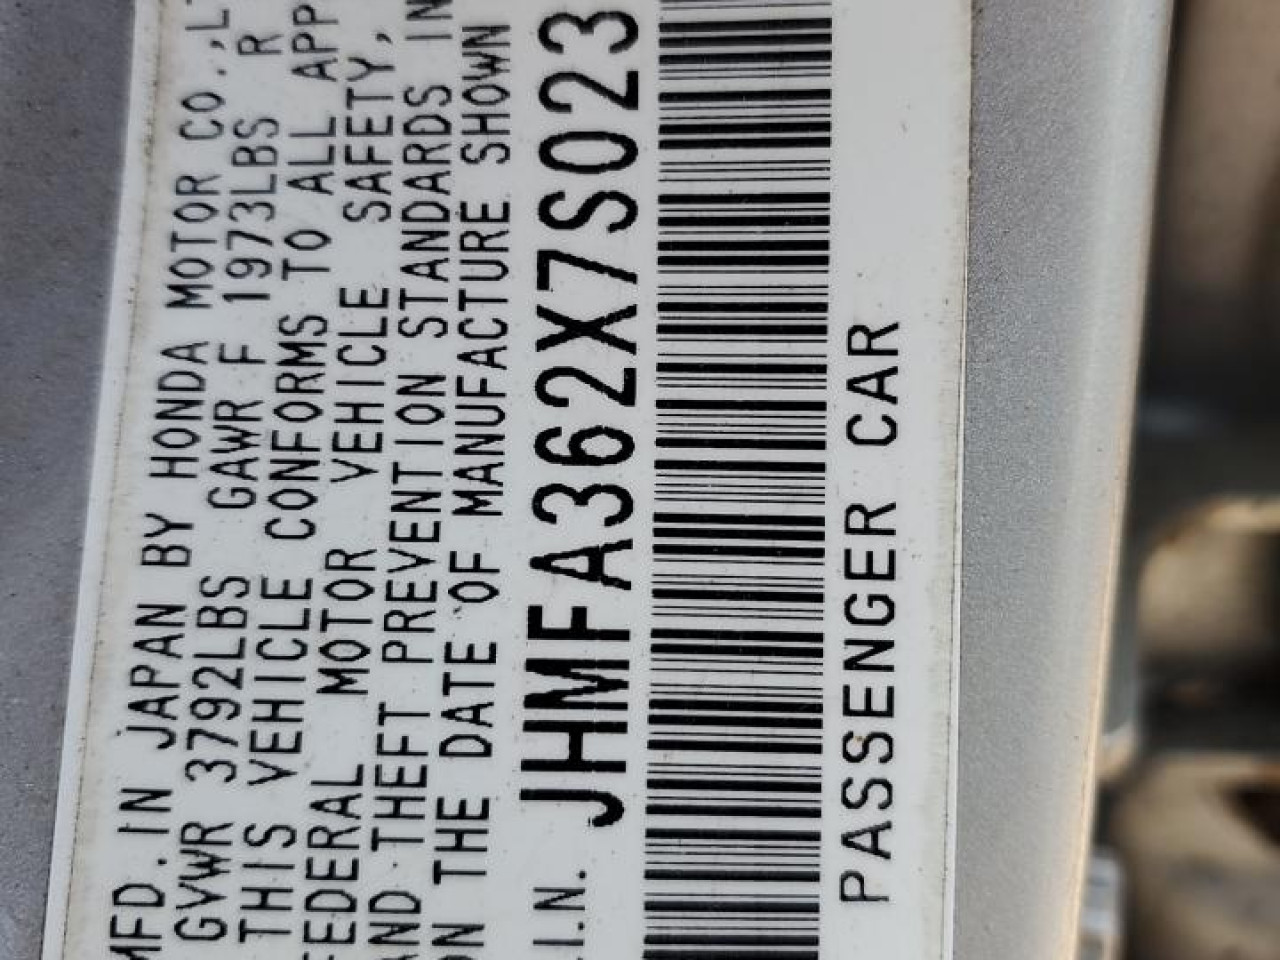 MFD. IN JAPAN BY HONDA MOTOR CO.,LT
GVWR 3792LBS GAWR F 1973LBS R
THIS VEHICLE CONFORMS TO ALL APP
FEDERAL MOTOR VEHICLE SAFETY,
AND THEFT PREVENTION STANDARDS IN
ON THE DATE OF MANUFACTURE SHOWN
.I.N. JHMFA362X7S023
PASSENGER CAR